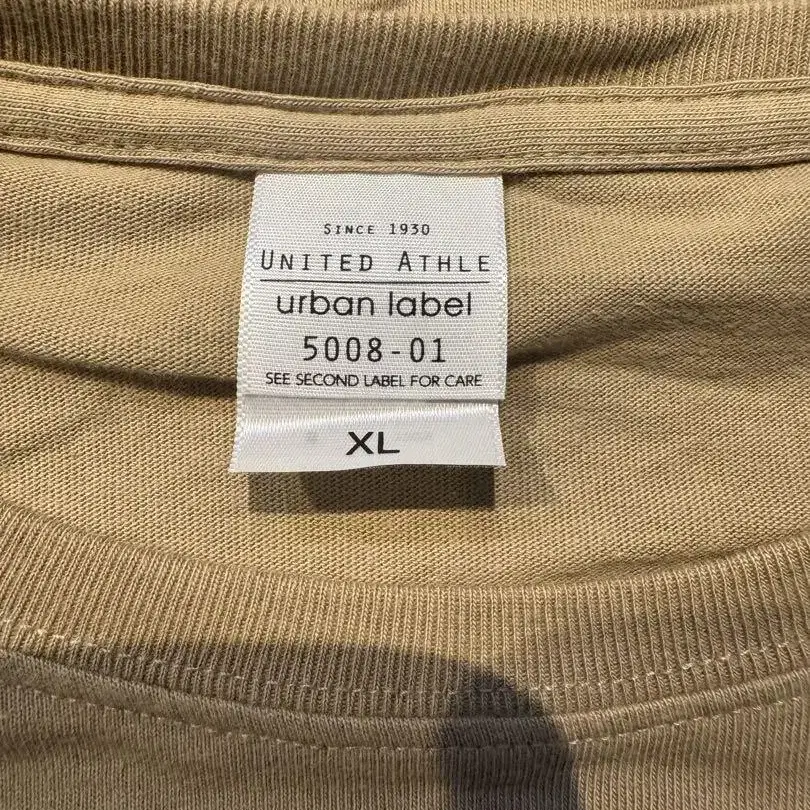 SINCE 1930
UNITED ATHLE
urban label
5008-01
SEE SECOND LABEL FOR CARE
XL